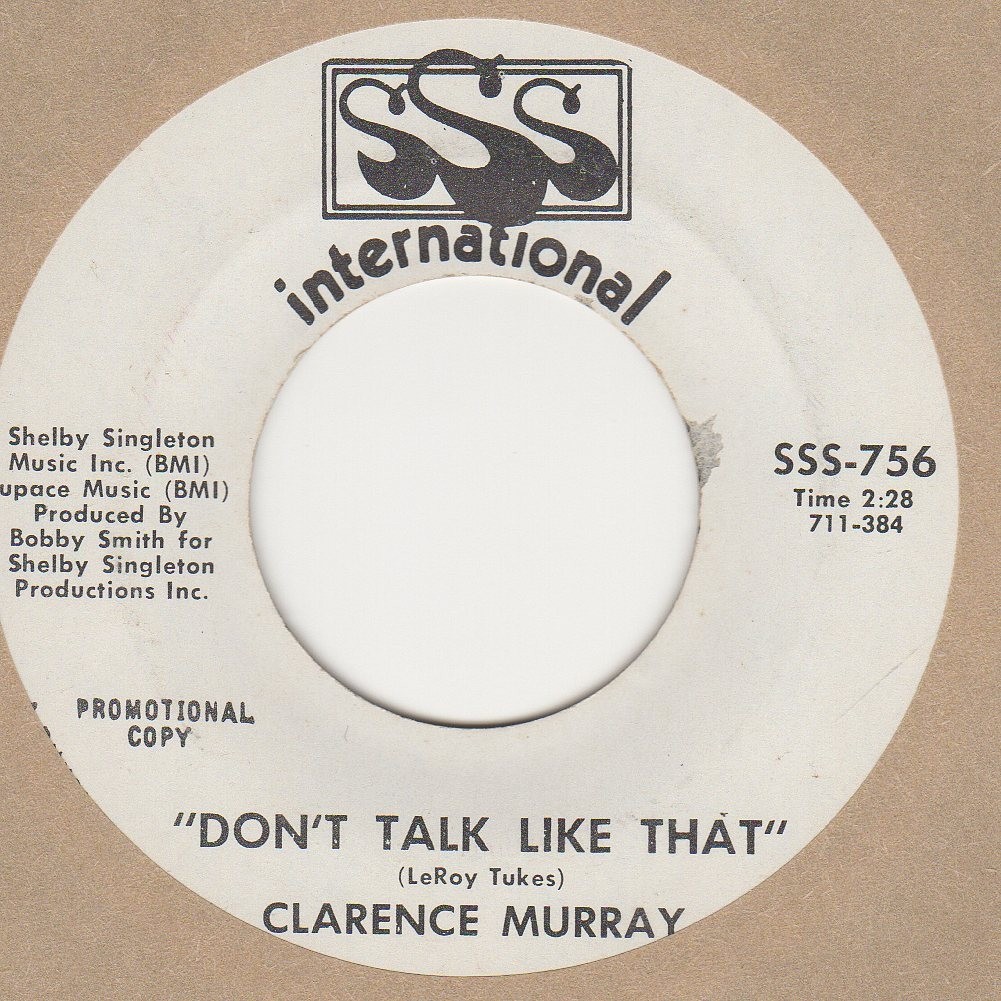 SSS
international
Shelby Singleton
Music Inc. (BMI)
upace Music (BMI)
Produced By
Bobby Smith for
Shelby Singleton
Productions Inc.
SSS-756
Time 2:28
711-384
PROMOTIONAL
COPY
"DON'T TALK LIKE THAT"
(LeRoy Tukes)
CLARENCE MURRAY